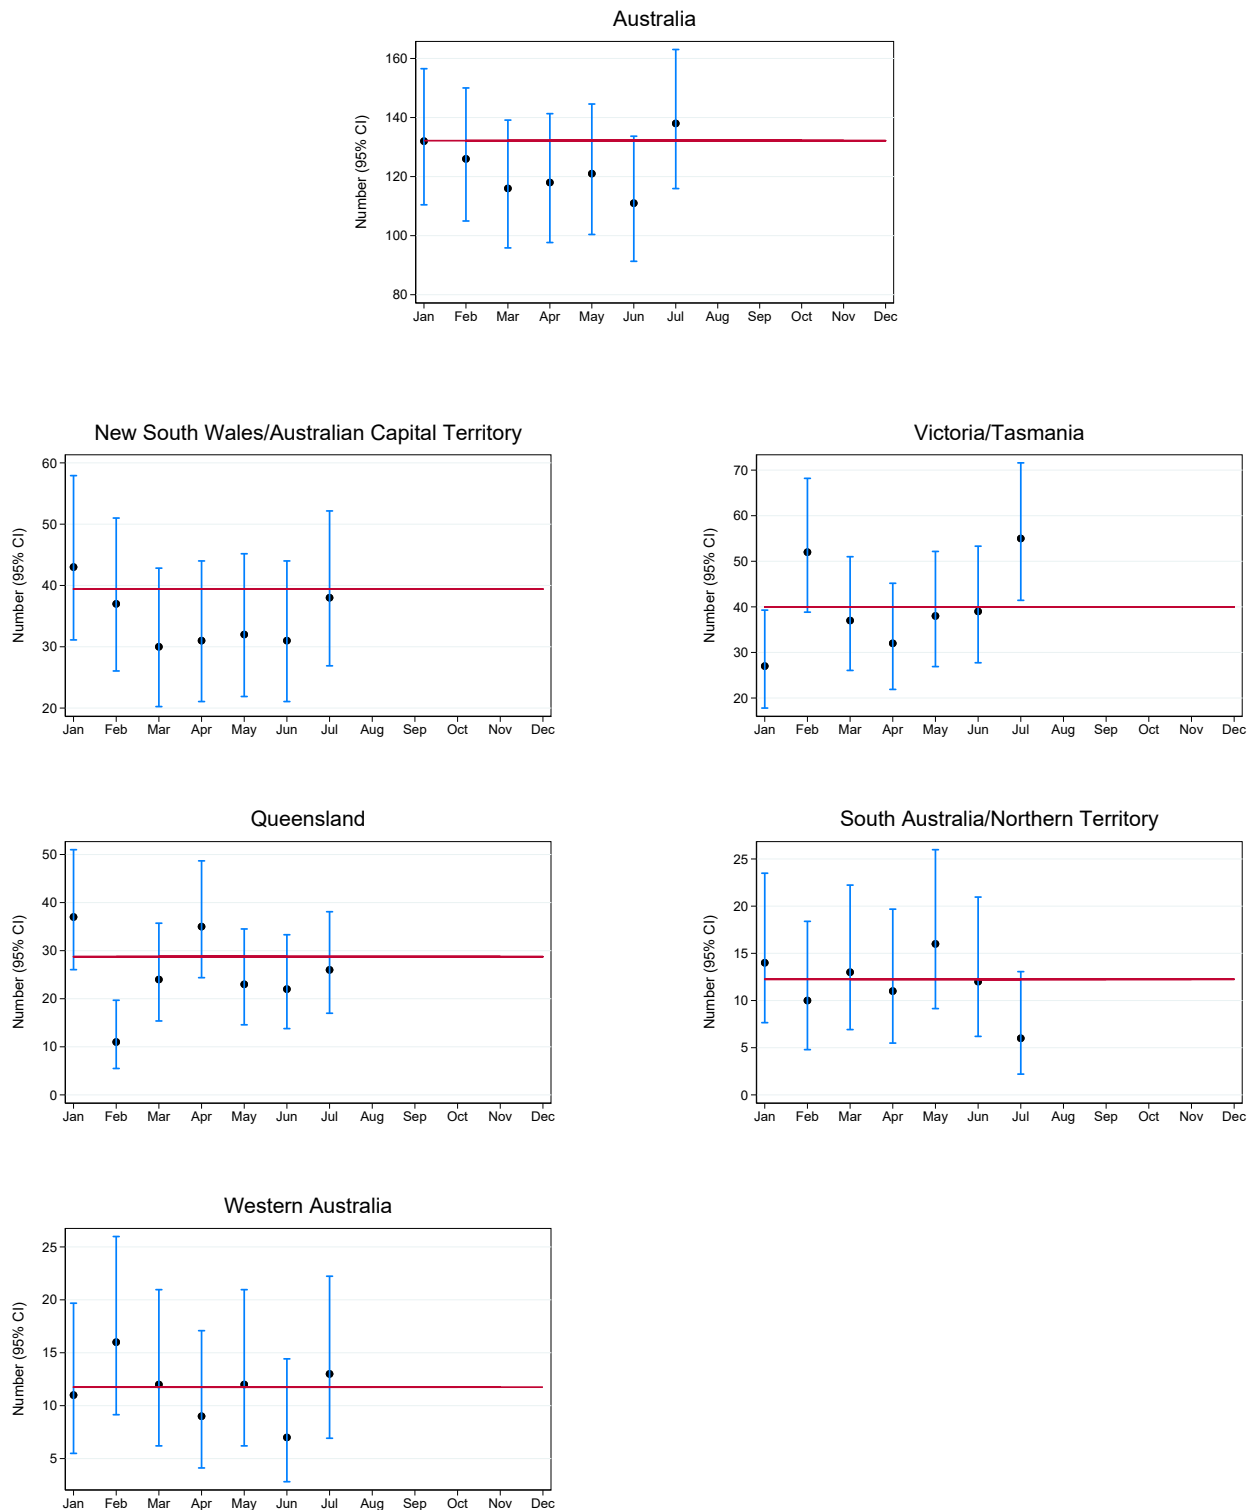 Australia
Number (95% CI)
160
140
120
100
80
Jan Feb Mar Apr May Jun Jul Aug Sep Oct Nov Dec
New South Wales/Australian Capital Territory
Number (95% CI)
60
50
40
30
20
Jan Feb Mar Apr May Jun Jul Aug Sep Oct Nov Dec
Victoria/Tasmania
Number (95% CI)
70
60
50
40
30
20
Jan Feb Mar Apr May Jun Jul Aug Sep Oct Nov Dec
Queensland
Number (95% CI)
50
40
30
20
10
0
Jan Feb Mar Apr May Jun Jul Aug Sep Oct Nov Dec
South Australia/Northern Territory
Number (95% CI)
25
20
15
10
5
0
Jan Feb Mar Apr May Jun Jul Aug Sep Oct Nov Dec
Western Australia
Number (95% CI)
25
20
15
10
5
Jan Feb Mar Apr May Jun Jul Aug Sep Oct Nov Dec